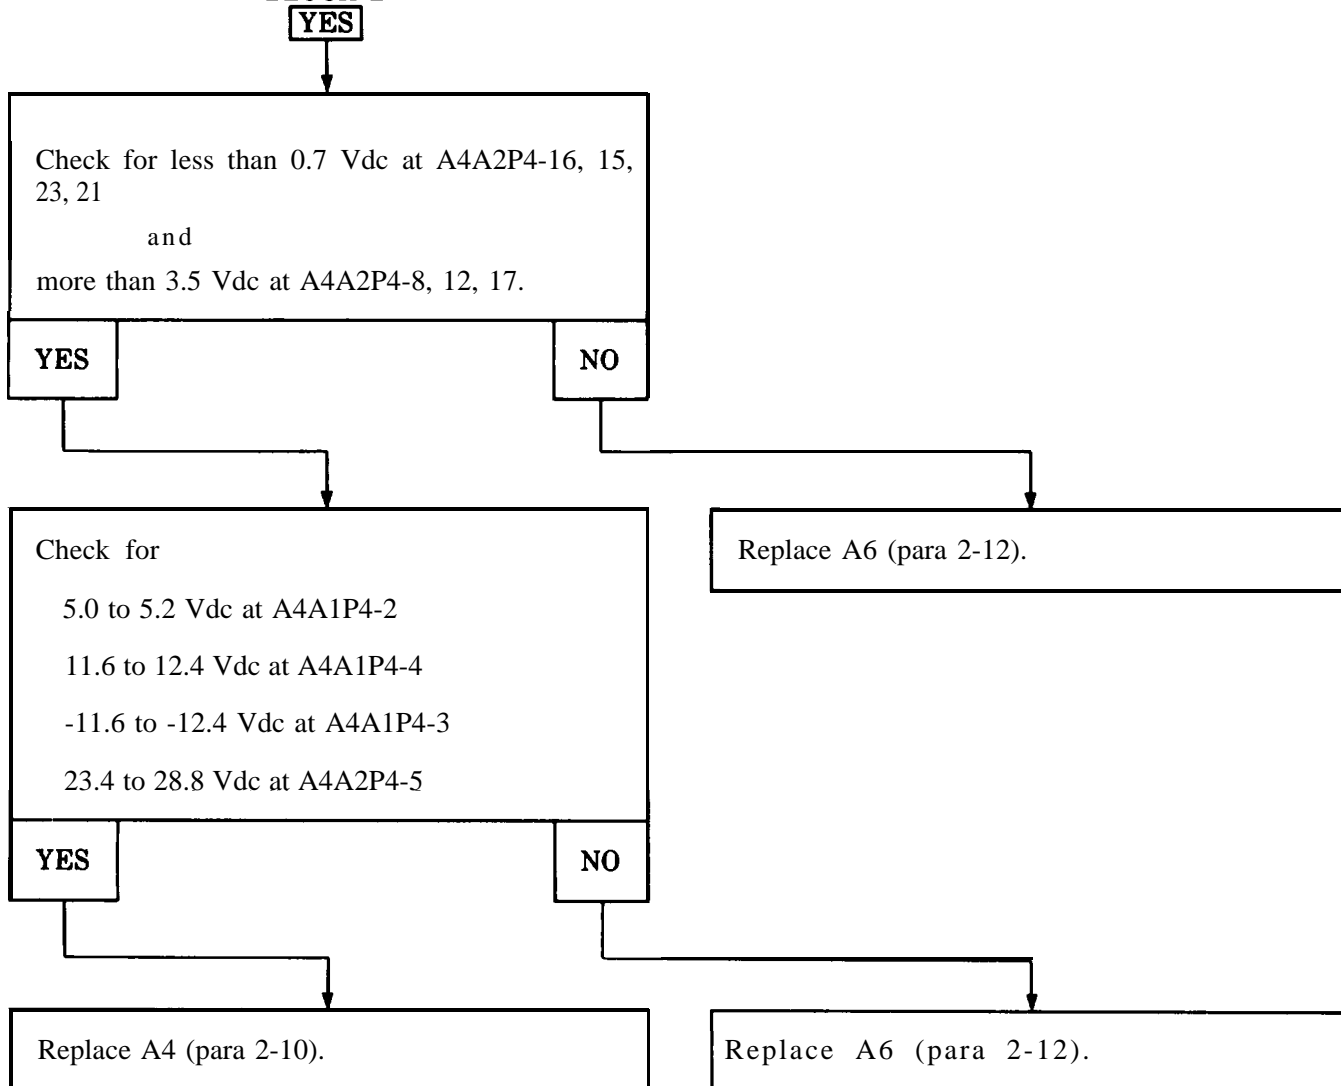 YES
Check for less than 0.7 Vdc at A4A2P4-16, 15,
23, 21
and
more than 3.5 Vdc at A4A2P4-8, 12, 17.
YES
NO
Check for
5.0 to 5.2 Vdc at A4A1P4-2
11.6 to 12.4 Vdc at A4A1P4-4
-11.6 to -12.4 Vdc at A4A1P4-3
23.4 to 28.8 Vdc at A4A2P4-5
Replace A6 (para 2-12).
YES
NO
Replace A4 (para 2-10).
Replace A6 (para 2-12).